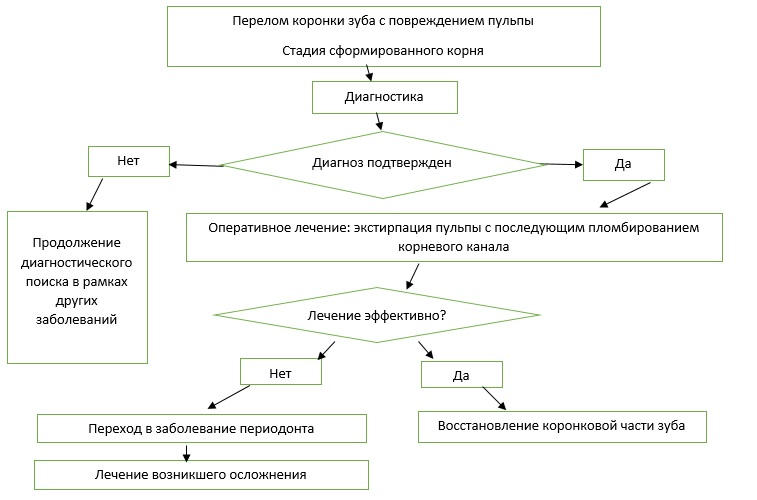 Перелом коронки зуба с повреждением пульпы
Стадия сформированного корня
Диагностика
Диагноз подтвержден
Нет
Да
Продолжение
диагностического
поиска в рамках
других
заболеваний
Оперативное лечение: экстирпация пульпы с последующим пломбированием
корневого канала
Лечение эффективно?
Нет
Да
Переход в заболевание периодонта
Восстановление коронковой части зуба
Лечение возникшего осложнения